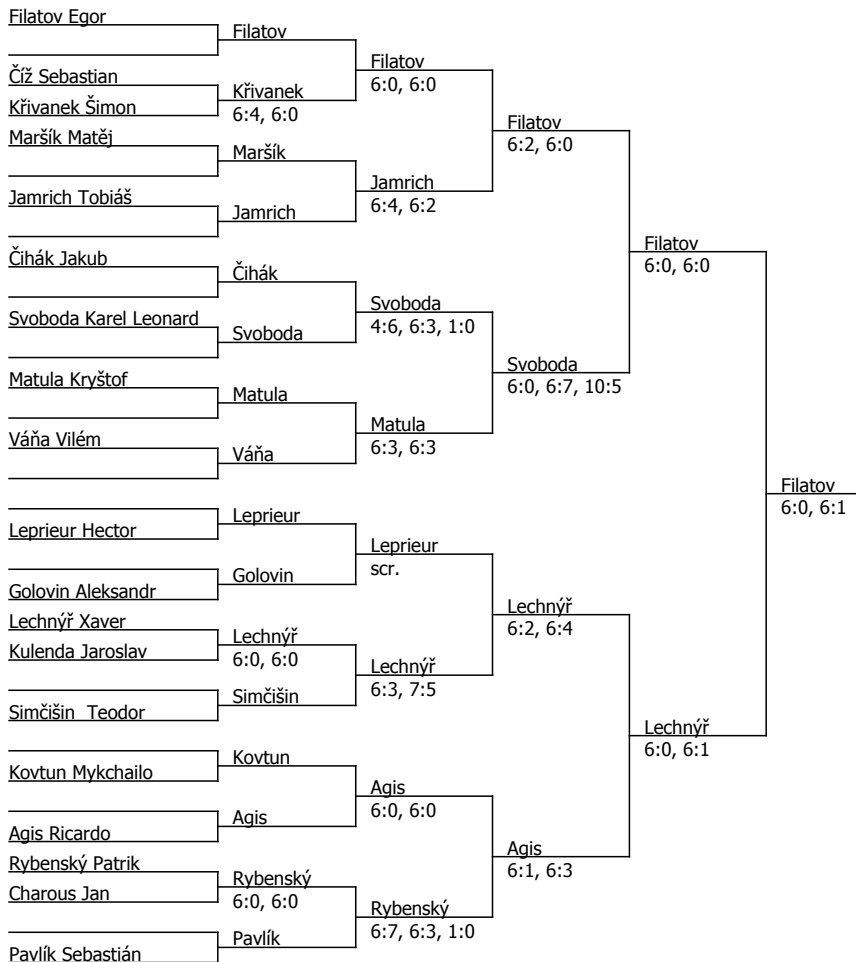 Filatov Egor
Filatov
Filatov
6:0, 6:0
Číž Sebastian
Křivanek
6:4, 6:0
Křivanek Šimon
Filatov
6:2, 6:0
Maršík Matěj
Maršík
Jamrich
6:4, 6:2
Jamrich Tobiáš
Jamrich
Filatov
6:0, 6:0
Čihák Jakub
Čihák
Svoboda
4:6, 6:3, 1:0
Svoboda Karel Leonard
Svoboda
Svoboda
6:0, 6:7, 10:5
Matula Kryštof
Matula
Matula
6:3, 6:3
Váňa Vilém
Váňa
Filatov
6:0, 6:1
Leprieur Hector
Leprieur
Leprieur
scr.
Golovin
Golovin Aleksandr
Lechnýř
6:2, 6:4
Lechnýř Xaver
Lechnýř
6:0, 6:0
Kulenda Jaroslav
Lechnýř
6:3, 7:5
Simčišin
Simčišin  Teodor
Lechnýř
6:0, 6:1
Kovtun
Kovtun Mykchailo
Agis
6:0, 6:0
Agis
Agis Ricardo
Agis
6:1, 6:3
Rybenský Patrik
Rybenský
6:0, 6:0
Charous Jan
Rybenský
6:7, 6:3, 1:0
Pavlík
Pavlík Sebastián